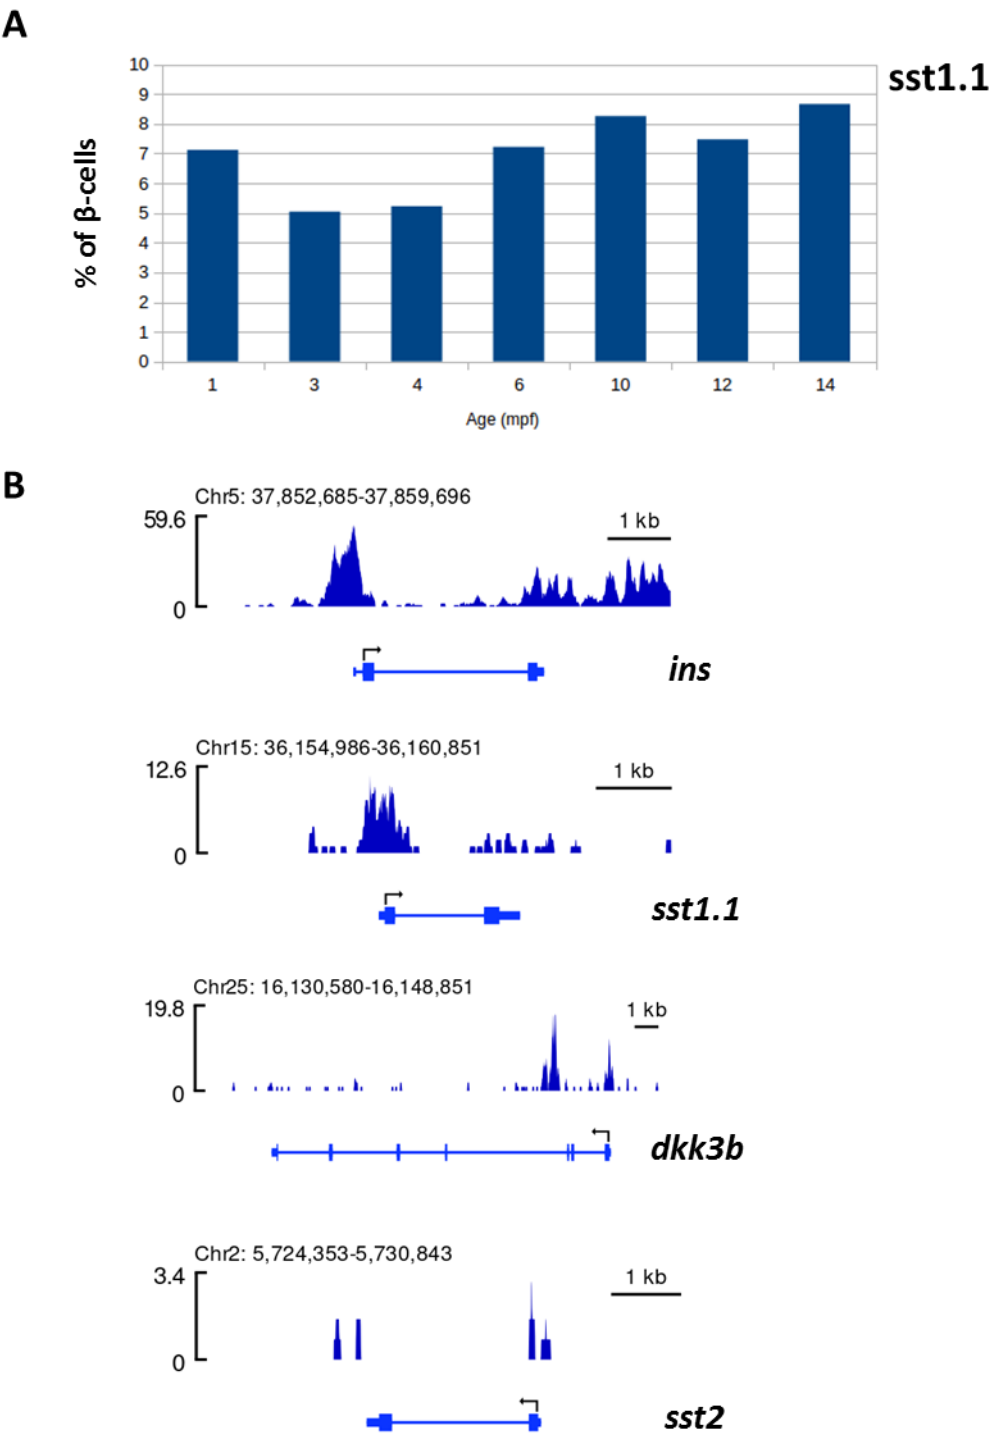 A
sst1.1
10
9
8
7
6
5
4
3
2
1
0
% of β-cells
1 3 4 6 10 12 14
Age (mpf)
B
Chr5: 37,852,685-37,859,696
59.6
1 kb
0
ins
Chr15: 36,154,986-36,160,851
12.6
1 kb
0
sst1.1
Chr25: 16,130,580-16,148,851
19.8
1 kb
0
dkk3b
Chr2: 5,724,353-5,730,843
3.4
1 kb
0
sst2